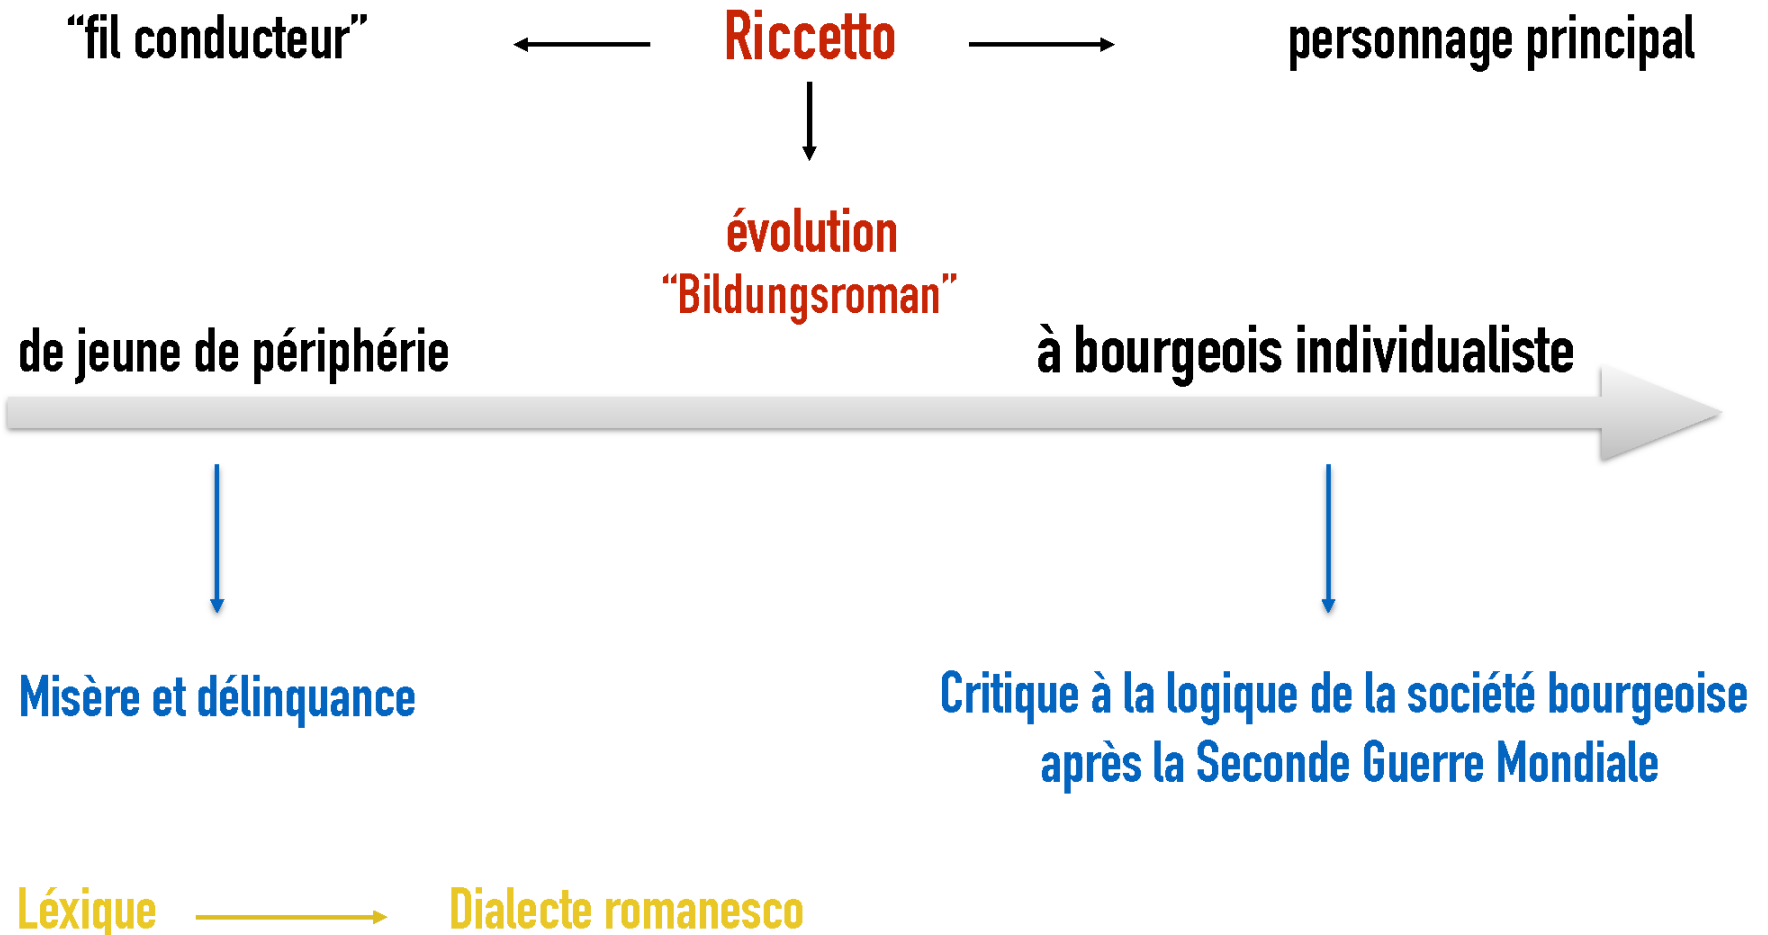 “fil conducteur”
Riccetto
personnage principal
évolution
“Bildungsroman”
de jeune de périphérie
à bourgeois individualiste
Misère et délinquance
Critique à la logique de la société bourgeoise
après la Seconde Guerre Mondiale
Léxique
Dialecte romanesco